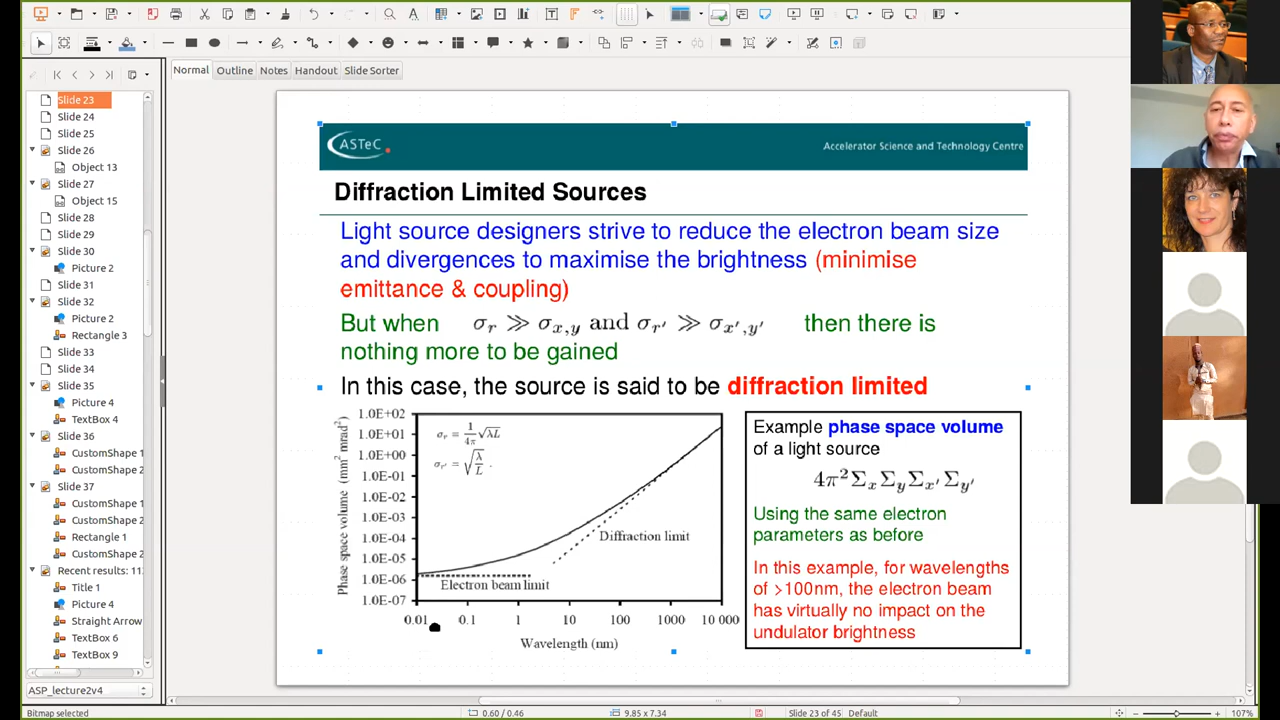 Normal
Outline
Notes
Handout
Slide Sorter
Slide 23
Slide 24
Slide 25
Slide 26
Object 13
Slide 27
Object 15
Slide 28
Slide 29
Slide 30
Picture 2
Slide 31
Slide 32
Picture 2
Rectangle 3
Slide 33
Slide 34
Slide 35
Picture 4
TextBox 4
Slide 36
CustomShape 1
CustomShape 2
Slide 37
CustomShape 1
CustomShape 2
Rectangle 1
CustomShape 2
Recent results: 11
Title 1
Picture 4
Straight Arrow
TextBox 6
TextBox 9
ASP_lecture2v4
ASTeC
Accelerator Science and Technology Centre
Diffraction Limited Sources
Light source designers strive to reduce the electron beam size
and divergences to maximise the brightness (minimise
emittance & coupling)
But when σr ≫ σx,y and σr′ ≫ σx′,y′ then there is
nothing more to be gained
In this case, the source is said to be diffraction limited
Phase space volume (mm² mrad²)
1.0E+02
1.0E+01
1.0E+00
1.0E-01
1.0E-02
1.0E-03
1.0E-04
1.0E-05
1.0E-06
1.0E-07
σr = 1/4π √λL
σr′ = √λ/L .
Diffraction limit
Electron beam limit
0.01 0.1 1 10 100 1000 10 000
Wavelength (nm)
Example phase space volume
of a light source
4π²ΣxΣyΣx′Σy′
Using the same electron
parameters as before
In this example, for wavelengths
of >100nm, the electron beam
has virtually no impact on the
undulator brightness
Bitmap selected
0.60 / 0.46
9.85 x 7.34
Slide 23 of 45
Default
107%